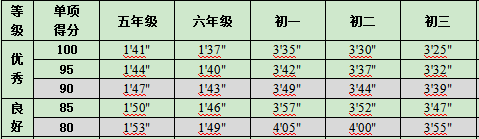 等级 单项得分 五年级 六年级 初一 初二 初三
优秀 100 1'41" 1'37" 3'35" 3'30" 3'25"
95 1'44" 1'40" 3'42" 3'37" 3'32"
90 1'47" 1'43" 3'49" 3'44" 3'39"
良好 85 1'50" 1'46" 3'57" 3'52" 3'47"
80 1'53" 1'49" 4'05" 4'00" 3'55"